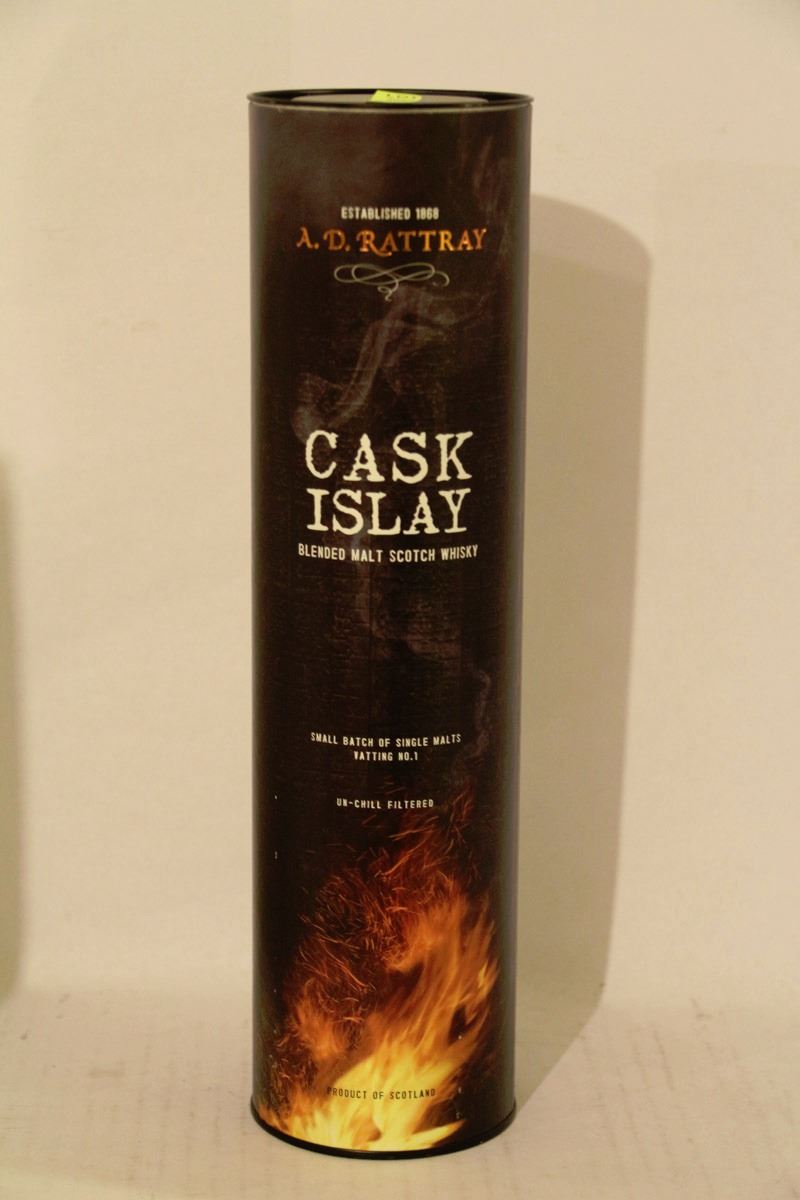 ESTABLISHED 1868
A. D. RATTRAY
CASK
ISLAY
BLENDED MALT SCOTCH WHISKY
SMALL BATCH OF SINGLE MALTS
VATTING NO.1
UN-CHILL FILTERED
PRODUCT OF SCOTLAND